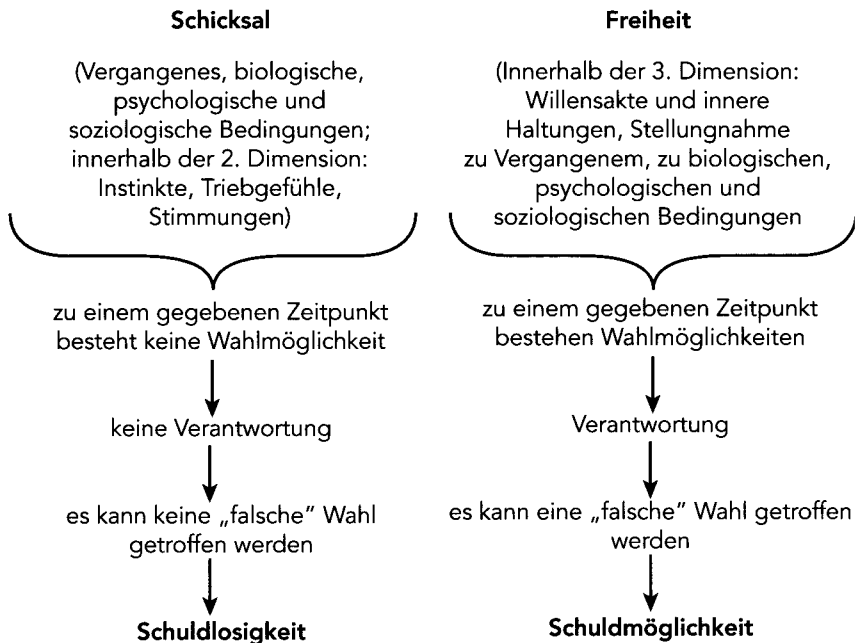 Schicksal
(Vergangenes, biologische,
psychologische und
soziologische Bedingungen;
innerhalb der 2. Dimension:
Instinkte, Triebgefühle,
Stimmungen)
zu einem gegebenen Zeitpunkt
besteht keine Wahlmöglichkeit
keine Verantwortung
es kann keine „falsche" Wahl
getroffen werden
Schuldlosigkeit
Freiheit
(Innerhalb der 3. Dimension:
Willensakte und innere
Haltungen, Stellungnahme
zu Vergangenem, zu biologischen,
psychologischen und
soziologischen Bedingungen
zu einem gegebenen Zeitpunkt
bestehen Wahlmöglichkeiten
Verantwortung
es kann eine „falsche" Wahl getroffen
werden
Schuldmöglichkeit